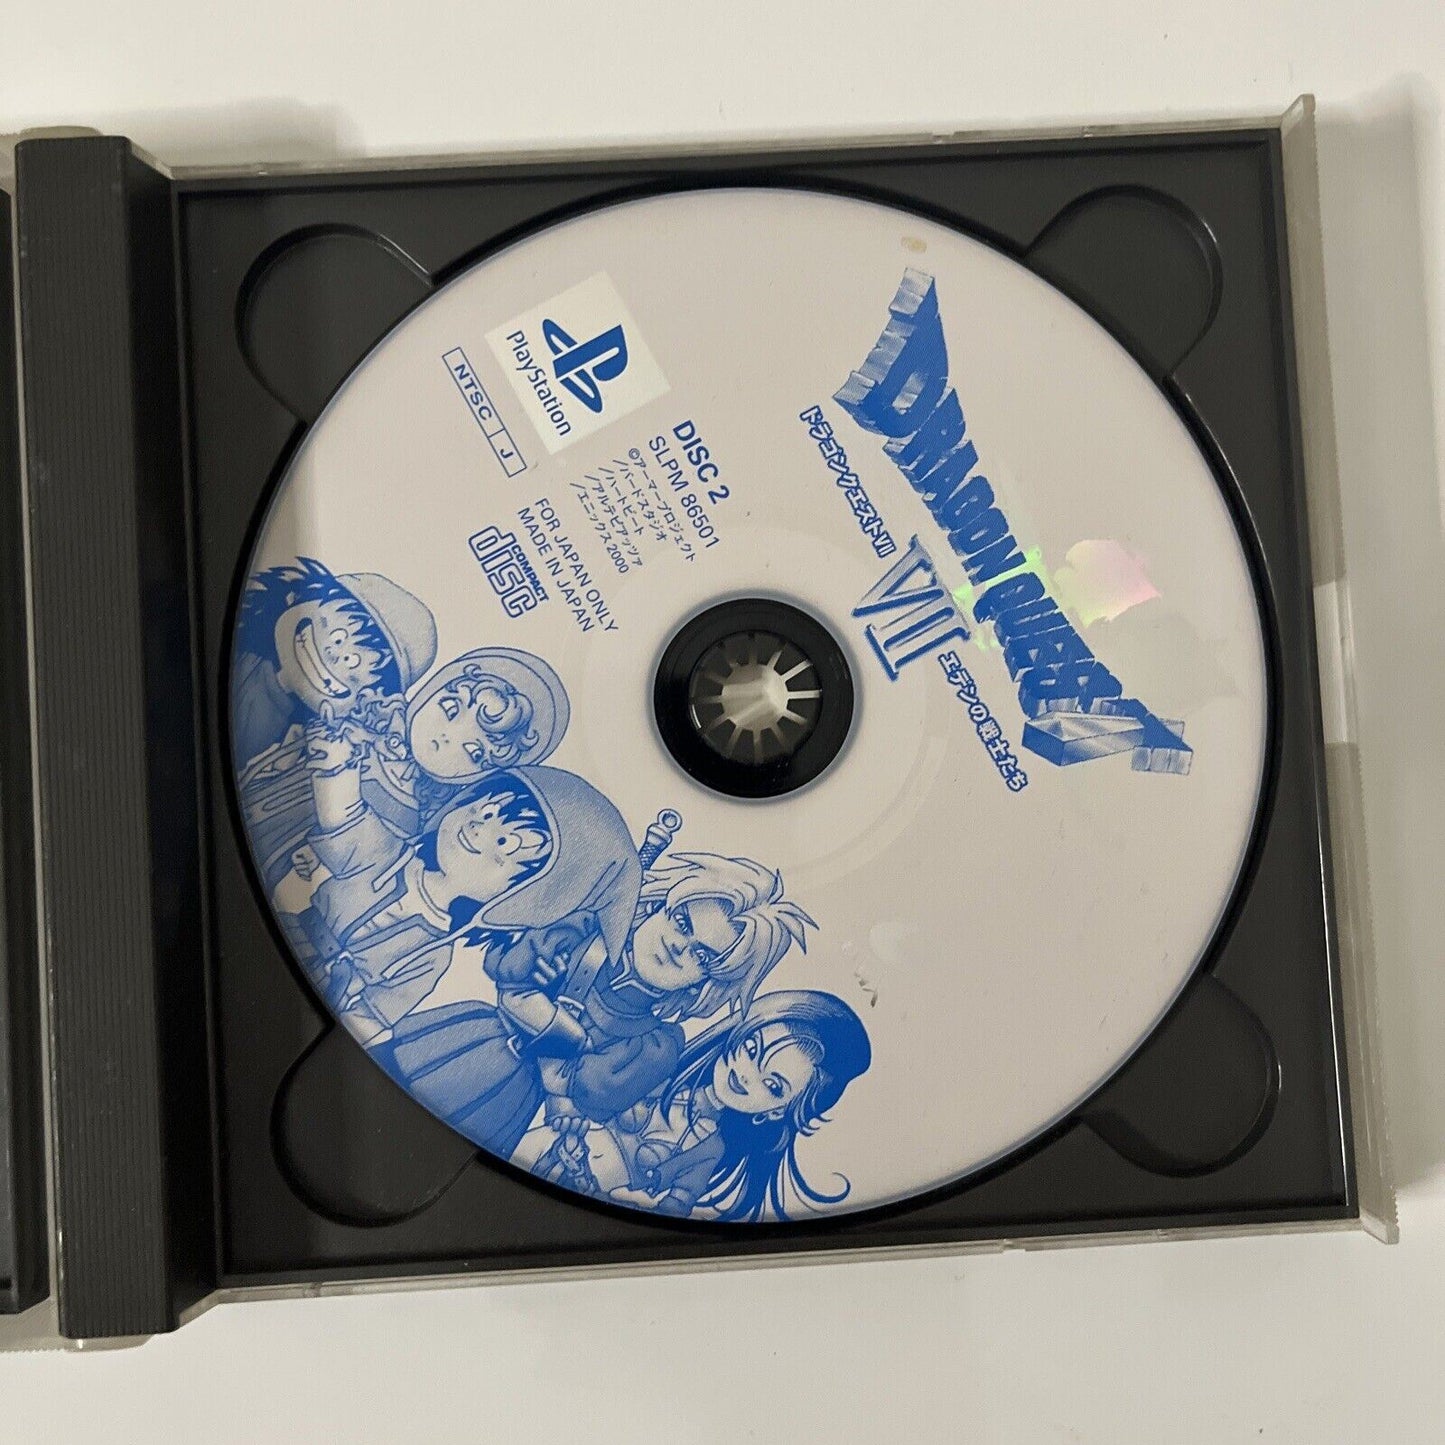 DRAGON QUEST
ドラゴンクエストVII
VII
エデンの戦士たち
PlayStation
NTSC J
DISC 2
SLPM 86501
©アーマープロジェクト
/バードスタジオ
/ハートビート
/アルテピアッツァ
/エニックス 2000
FOR JAPAN ONLY
MADE IN JAPAN
COMPACT
disc